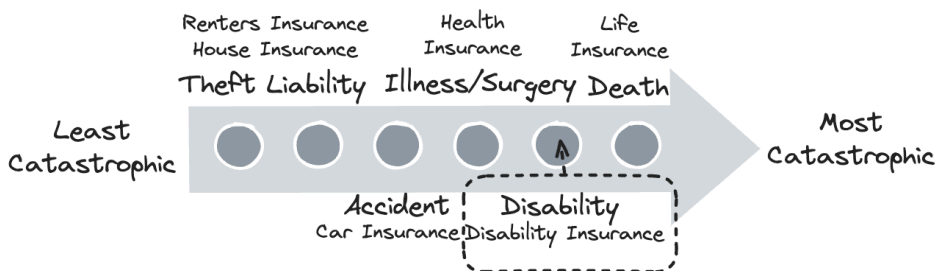 Renters Insurance
House Insurance
Health
Insurance
Life
Insurance
Theft Liability Illness/Surgery Death
Least
Catastrophic
Most
Catastrophic
Accident
Car Insurance
Disability
Disability Insurance